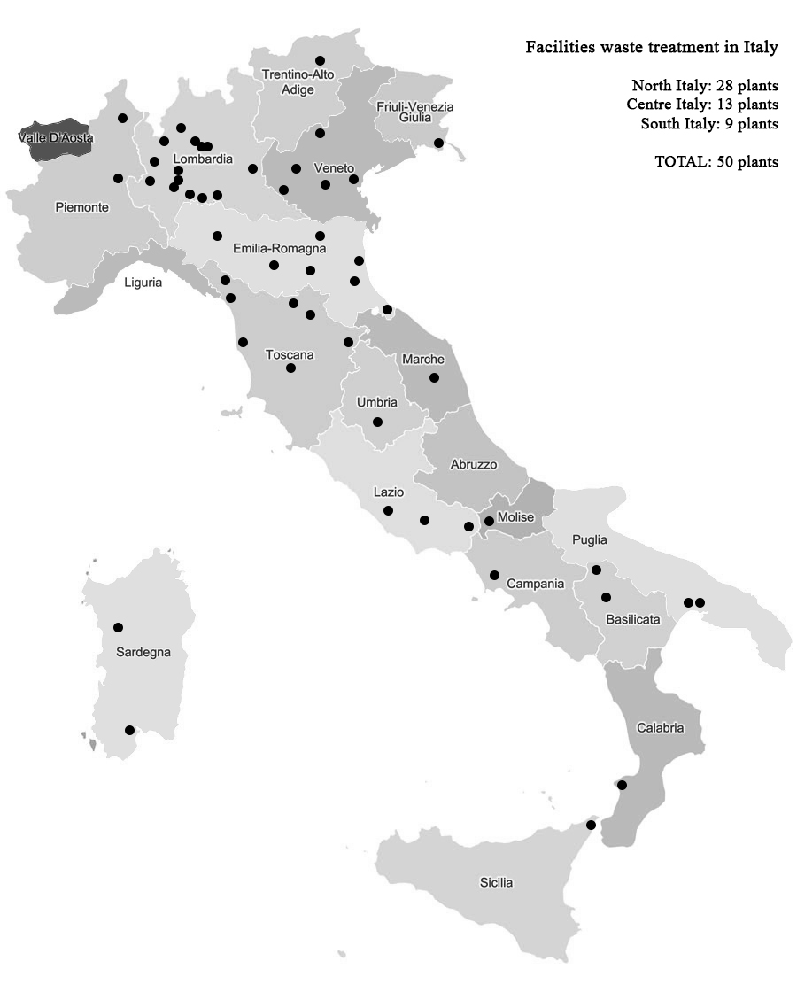 Facilities waste treatment in Italy
North Italy: 28 plants
Centre Italy: 13 plants
South Italy: 9 plants
TOTAL: 50 plants
Trentino-Alto
Adige
Friuli-Venezia
Giulia
Valle D'Aosta
Lombardia
Veneto
Piemonte
Emilia-Romagna
Liguria
Toscana
Marche
Umbria
Abruzzo
Lazio
Molise
Puglia
Campania
Basilicata
Sardegna
Calabria
Sicilia